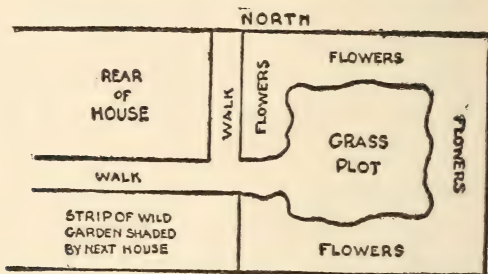 NORTH
REAR
OF
HOUSE
WALK
FLOWERS
FLOWERS
GRASS
PLOT
FLOWERS
WALK
STRIP OF WILD
GARDEN SHADED
BY NEXT HOUSE
FLOWERS